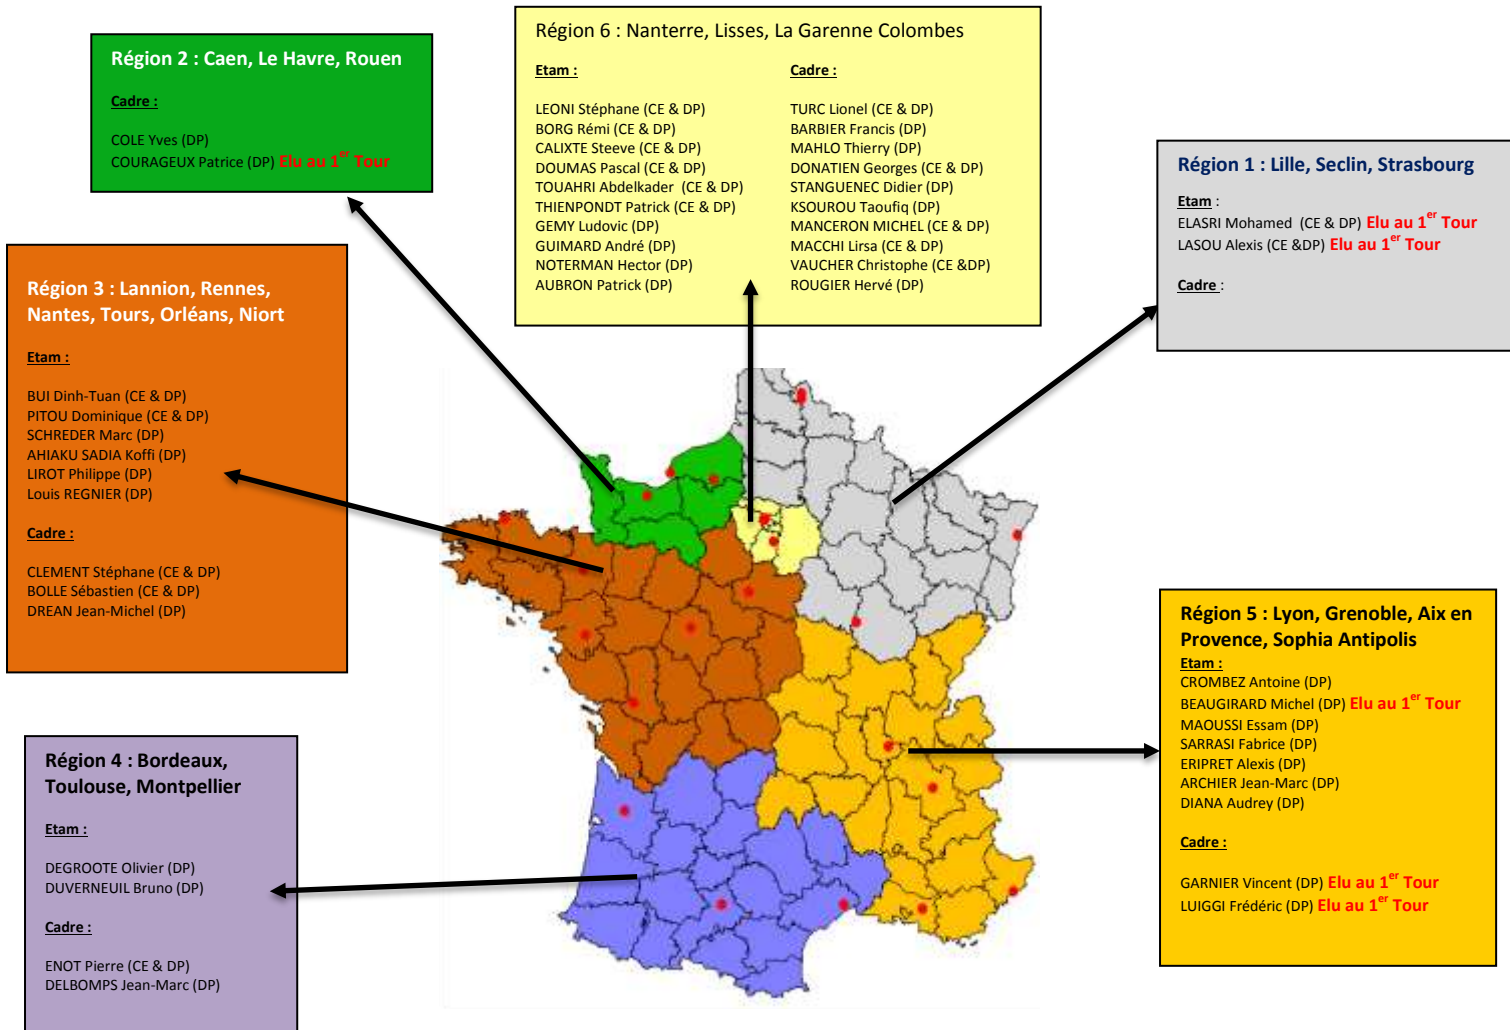 Région 6 : Nanterre, Lisses, La Garenne Colombes
Etam :
LEONI Stéphane (CE & DP)
BORG Rémi (CE & DP)
CALIXTE Steeve (CE & DP)
DOUMAS Pascal (CE & DP)
TOUAHRI Abdelkader  (CE & DP)
THIENPONDT Patrick (CE & DP)
GEMY Ludovic (DP)
GUIMARD André (DP)
NOTERMAN Hector (DP)
AUBRON Patrick (DP)
Cadre :
TURC Lionel (CE & DP)
BARBIER Francis (DP)
MAHLO Thierry (DP)
DONATIEN Georges (CE & DP)
STANGUENEC Didier (DP)
KSOUROU Taoufiq (DP)
MANCERON MICHEL (CE & DP)
MACCHI Lirsa (CE & DP)
VAUCHER Christophe (CE &DP)
ROUGIER Hervé (DP)
Région 2 : Caen, Le Havre, Rouen
Cadre :
COLE Yves (DP)
COURAGEUX Patrice (DP) Elu au 1er Tour
Région 1 : Lille, Seclin, Strasbourg
Etam :
ELASRI Mohamed  (CE & DP) Elu au 1er Tour
LASOU Alexis (CE &DP) Elu au 1er Tour
Cadre :
Région 3 : Lannion, Rennes,
Nantes, Tours, Orléans, Niort
Etam :
BUI Dinh-Tuan (CE & DP)
PITOU Dominique (CE & DP)
SCHREDER Marc (DP)
AHIAKU SADIA Koffi (DP)
LIROT Philippe (DP)
Louis REGNIER (DP)
Cadre :
CLEMENT Stéphane (CE & DP)
BOLLE Sébastien (CE & DP)
DREAN Jean-Michel (DP)
Région 5 : Lyon, Grenoble, Aix en
Provence, Sophia Antipolis
Etam :
CROMBEZ Antoine (DP)
BEAUGIRARD Michel (DP) Elu au 1er Tour
MAOUSSI Essam (DP)
SARRASI Fabrice (DP)
ERIPRET Alexis (DP)
ARCHIER Jean-Marc (DP)
DIANA Audrey (DP)
Cadre :
GARNIER Vincent (DP) Elu au 1er Tour
LUIGGI Frédéric (DP) Elu au 1er Tour
Région 4 : Bordeaux,
Toulouse, Montpellier
Etam :
DEGROOTE Olivier (DP)
DUVERNEUIL Bruno (DP)
Cadre :
ENOT Pierre (CE & DP)
DELBOMPS Jean-Marc (DP)